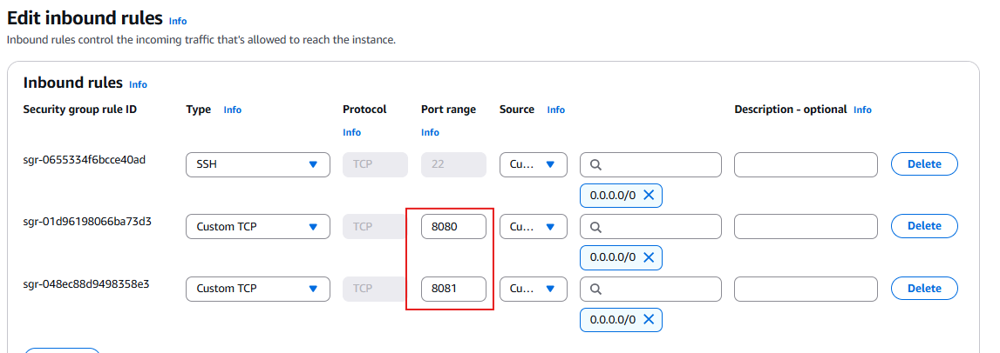 Edit inbound rules Info
Inbound rules control the incoming traffic that's allowed to reach the instance.
Inbound rules Info
Security group rule ID Type Info Protocol Info Port range Info Source Info Description - optional Info
sgr-0655334f6bcce40ad SSH TCP 22 Cu... Delete
0.0.0.0/0
sgr-01d96198066ba73d3 Custom TCP TCP 8080 Cu... Delete
0.0.0.0/0
sgr-048ec88d9498358e3 Custom TCP TCP 8081 Cu... Delete
0.0.0.0/0